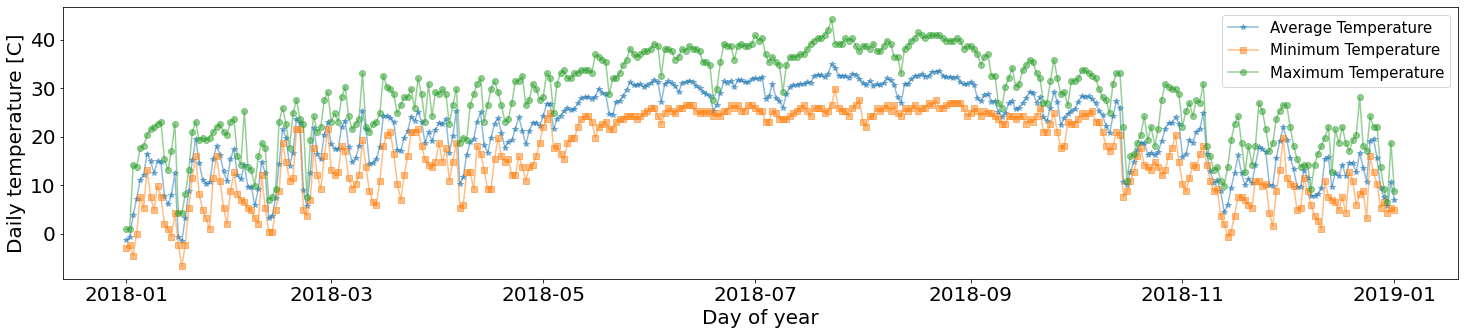 Average Temperature
Minimum Temperature
Maximum Temperature
Daily temperature [C]
40
30
20
10
0
2018-01 2018-03 2018-05 2018-07 2018-09 2018-11 2019-01
Day of year